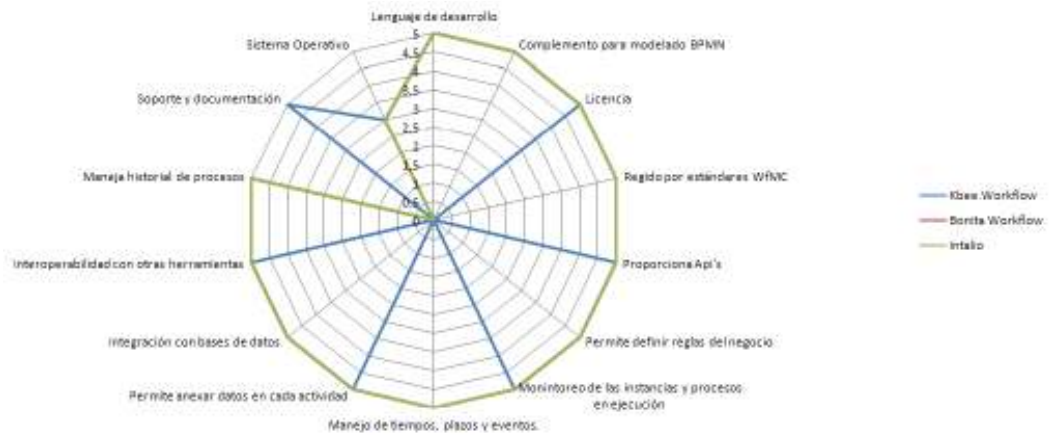 Lenguaje de desarrollo
Sistema Operativo
Complemento para modelado BPMN
Soporte y documentación
Licencia
Maneja historial de procesos
Regido por estándares WfMC
Interoperabilidad con otras herramientas
Proporciona Api's
Integración con bases de datos
Permite definir reglas del negocio
Permite anexar datos en cada actividad
Monintoreo de las instancias y procesos
en ejecución
Manejo de tiempos, plazos y eventos.
5
4.5
4
3.5
3
2.5
2
1.5
1
0.5
0
Kbee Workflow
Bonita Workflow
Intalio